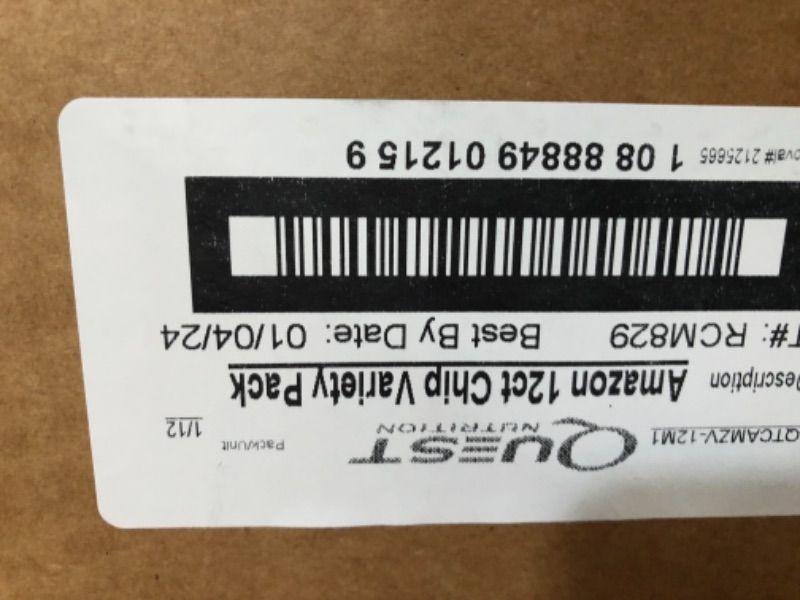 QTCAMZV-12M1 QUEST NUTRITION Pack/Unit 1/12
Description Amazon 12ct Chip Variety Pack
T#: RCM829 Best By Date: 01/04/24
oval# 2125665 1 08 88849 01215 9